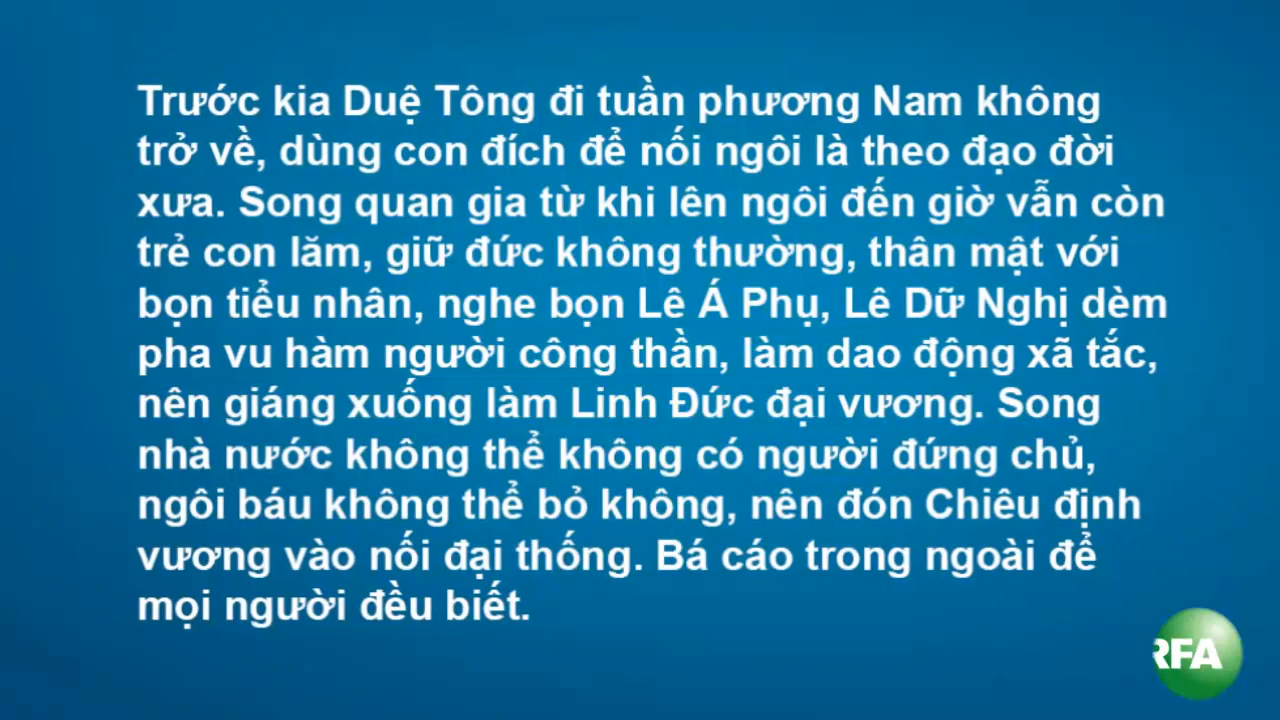 Trước kia Duệ Tông đi tuần phương Nam không
trở về, dùng con đích để nối ngôi là theo đạo đời
xưa. Song quan gia từ khi lên ngôi đến giờ vẫn còn
trẻ con lăm, giữ đức không thường, thân mật với
bọn tiểu nhân, nghe bọn Lê Á Phụ, Lê Dữ Nghị dèm
pha vu hàm người công thần, làm dao động xã tắc,
nên giáng xuống làm Linh Đức đại vương. Song
nhà nước không thể không có người đứng chủ,
ngôi báu không thể bỏ không, nên đón Chiêu định
vương vào nối đại thống. Bá cáo trong ngoài để
mọi người đều biết.
RFA